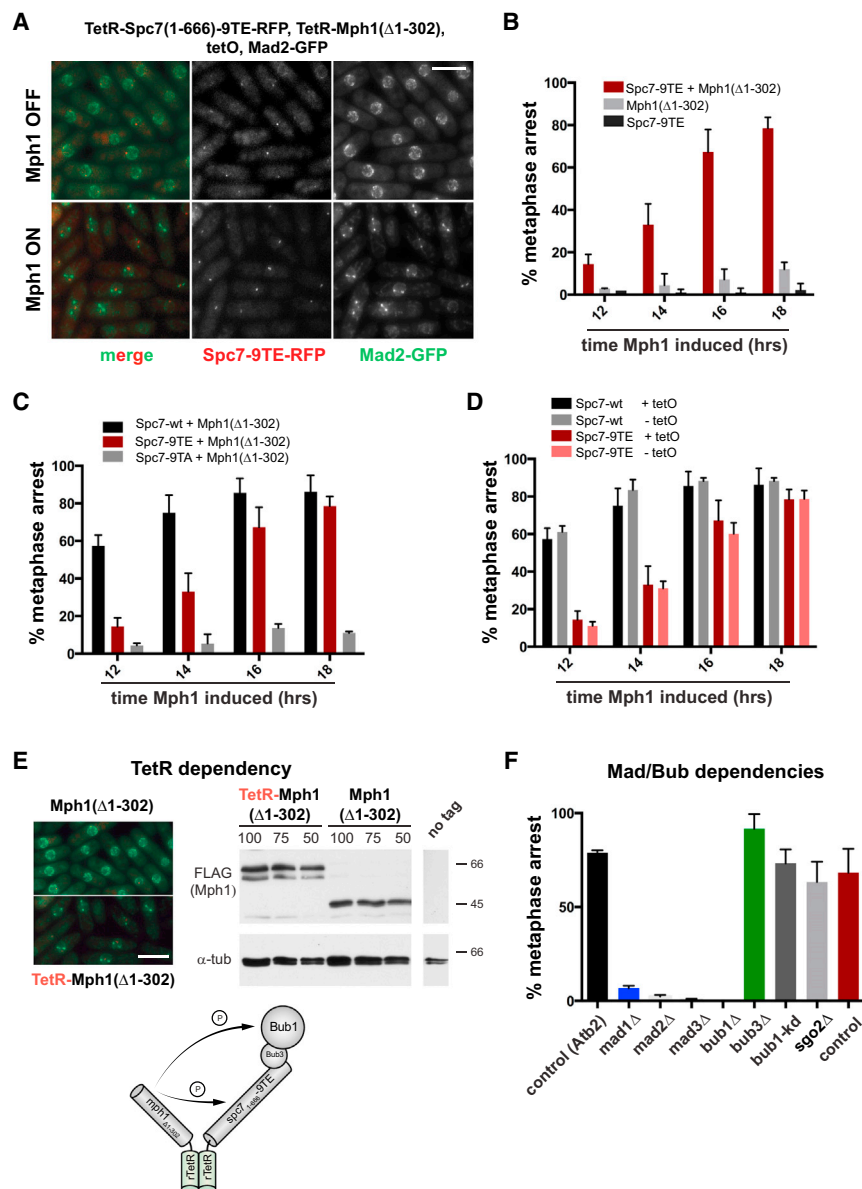 A
TetR-Spc7(1-666)-9TE-RFP, TetR-Mph1(Δ1-302),
tetO, Mad2-GFP
Mph1 OFF
Mph1 ON
merge
Spc7-9TE-RFP
Mad2-GFP
B
Spc7-9TE + Mph1(Δ1-302)
Mph1(Δ1-302)
Spc7-9TE
% metaphase arrest
100
80
60
40
20
0
12
14
16
18
time Mph1 induced (hrs)
C
Spc7-wt + Mph1(Δ1-302)
Spc7-9TE + Mph1(Δ1-302)
Spc7-9TA + Mph1(Δ1-302)
% metaphase arrest
100
80
60
40
20
0
12
14
16
18
time Mph1 induced (hrs)
D
Spc7-wt + tetO
Spc7-wt - tetO
Spc7-9TE + tetO
Spc7-9TE - tetO
% metaphase arrest
100
80
60
40
20
0
12
14
16
18
time Mph1 induced (hrs)
E
TetR dependency
Mph1(Δ1-302)
TetR-Mph1(Δ1-302)
TetR-Mph1 (Δ1-302)
Mph1 (Δ1-302)
no tag
100 75 50 100 75 50
FLAG (Mph1)
66
45
α-tub
66
P
P
Bub1
Bub3
spc7 1-666-9TE
mph1 Δ1-302
rTetR
rTetR
F
Mad/Bub dependencies
% metaphase arrest
100
50
0
control (Atb2)
mad1Δ
mad2Δ
mad3Δ
bub1Δ
bub3Δ
bub1-kd
sgo2Δ
control